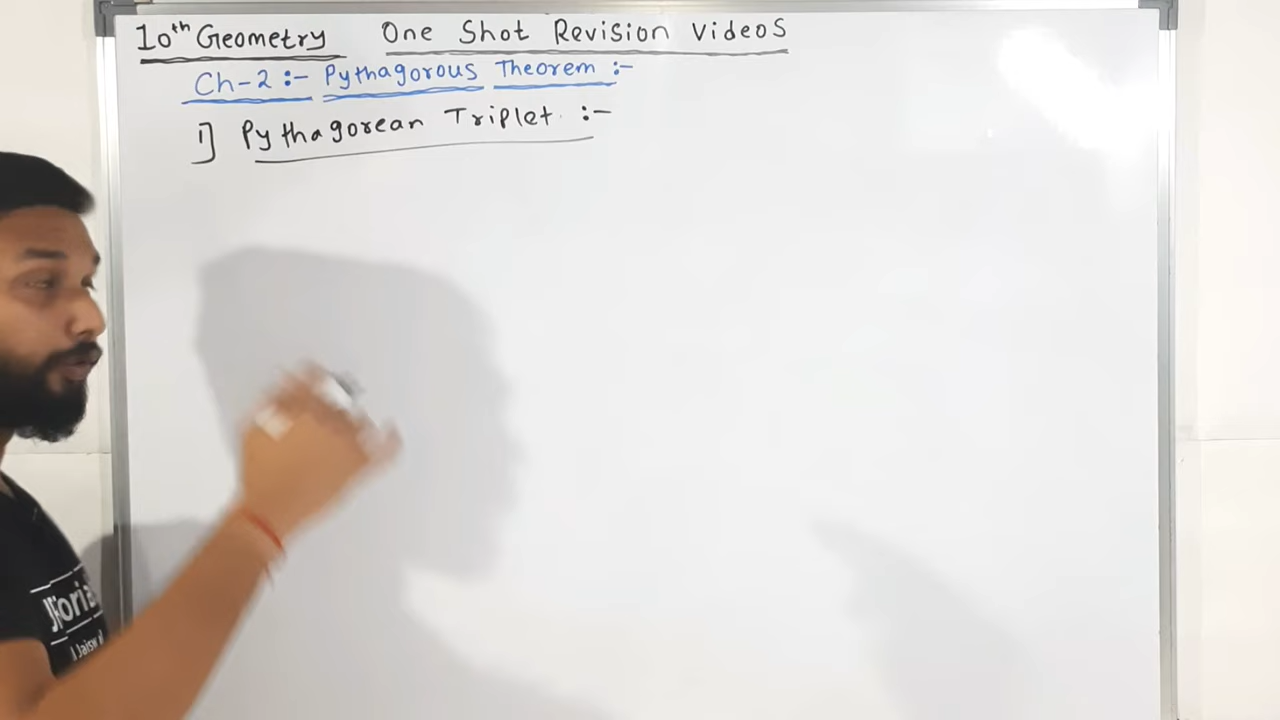 10th Geometry One Shot Revision Videos
Ch-2 :- Pythagorous Theorem :-
1] Pythagorean Triplet :-